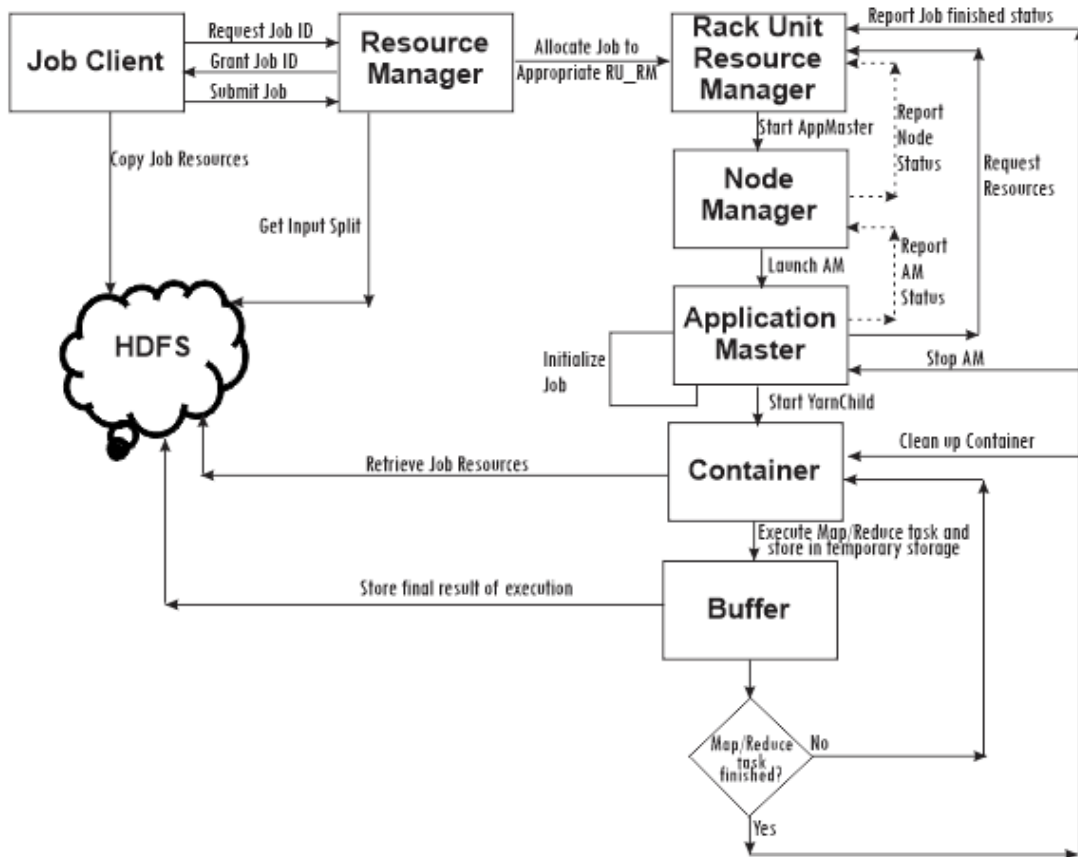 Job Client
Request Job ID
Grant Job ID
Submit Job
Resource
Manager
Allocate Job to
Appropriate RU_RM
Rack Unit
Resource
Manager
Report Job finished status
Start AppMaster
Report
Node
Status
Request
Resources
Copy Job Resources
Get Input Split
Node
Manager
Launch AM
Report
AM
Status
HDFS
Application
Master
Initialize
Job
Stop AM
Start YarnChild
Clean up Container
Container
Retrieve Job Resources
Execute Map/Reduce task and
store in temporary storage
Buffer
Store final result of execution
Map/Reduce
task
finished?
No
Yes